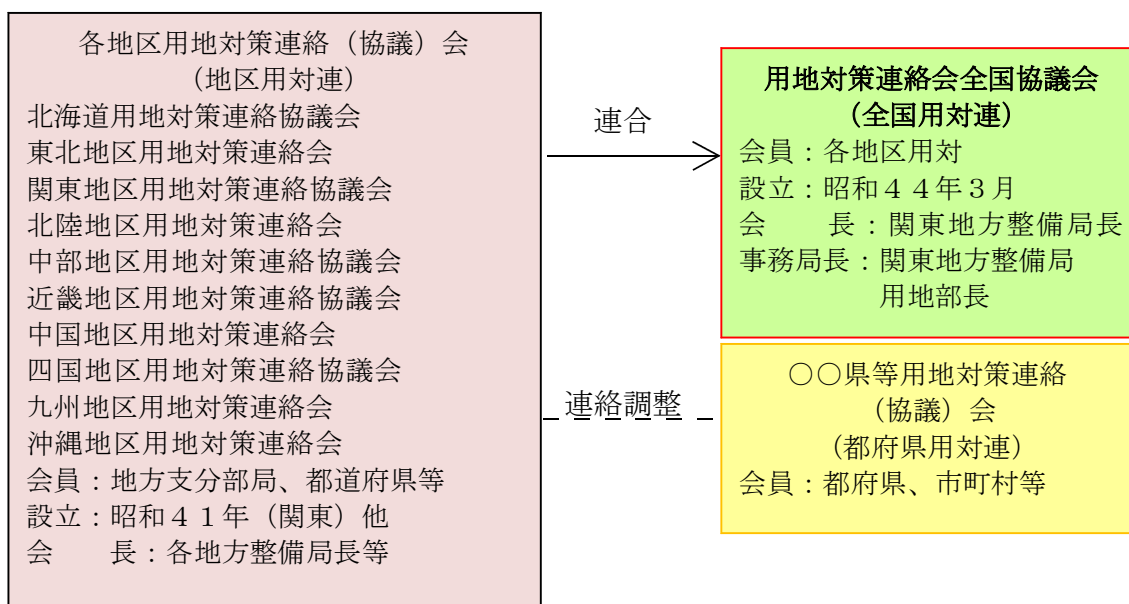 各地区用地対策連絡（協議）会
（地区用対連）
北海道用地対策連絡協議会
東北地区用地対策連絡会
関東地区用地対策連絡協議会
北陸地区用地対策連絡会
中部地区用地対策連絡協議会
近畿地区用地対策連絡協議会
中国地区用地対策連絡会
四国地区用地対策連絡協議会
九州地区用地対策連絡会
沖縄地区用地対策連絡会
会員：地方支分部局、都道府県等
設立：昭和４１年（関東）他
会　　長：各地方整備局長等
連合
連絡調整
用地対策連絡会全国協議会
（全国用対連）
会員：各地区用対
設立：昭和４４年３月
会　　長：関東地方整備局長
事務局長：関東地方整備局
用地部長
○○県等用地対策連絡
（協議）会
（都府県用対連）
会員：都府県、市町村等